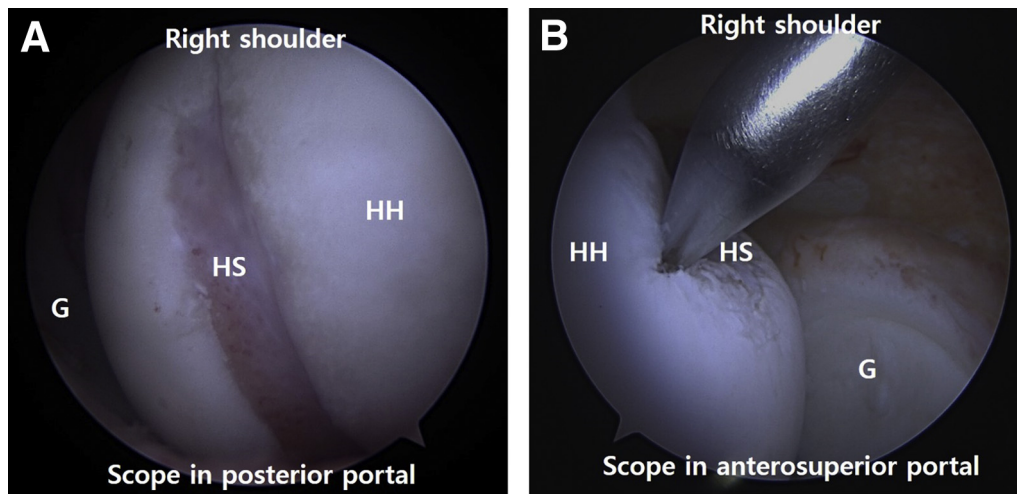 A
Right shoulder
HH
HS
G
Scope in posterior portal
B
Right shoulder
HH
HS
G
Scope in anterosuperior portal